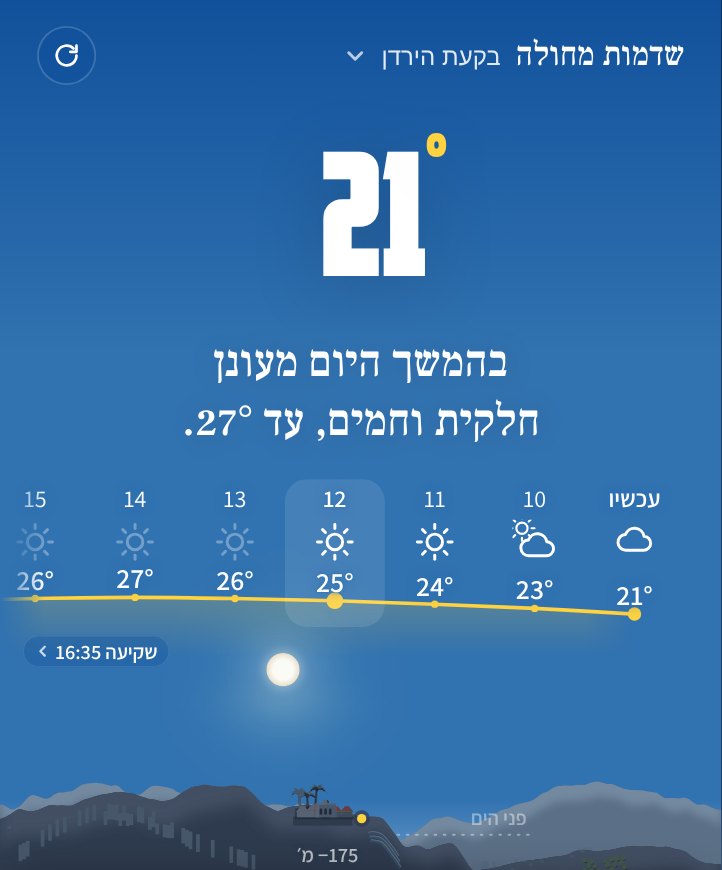 שדמות מחולה בקעת הירדן
21°
בהמשך היום מעונן
חלקית וחמים, עד 27°.
עכשיו 10 11 12 13 14 15
21° 23° 24° 25° 26° 27° 26°
שקיעה 16:35
פני הים
−175 מ׳